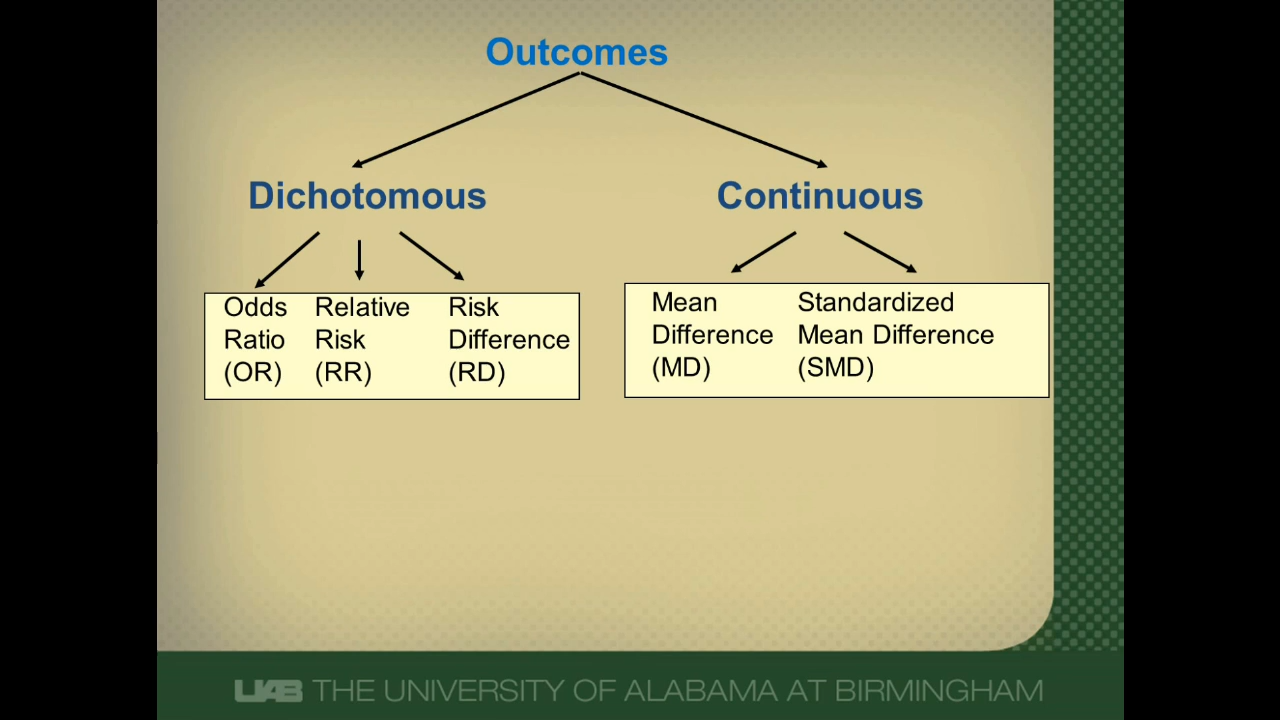 Outcomes
Dichotomous
Continuous
Odds
Ratio
(OR)
Relative
Risk
(RR)
Risk
Difference
(RD)
Mean
Difference
(MD)
Standardized
Mean Difference
(SMD)
UAB THE UNIVERSITY OF ALABAMA AT BIRMINGHAM